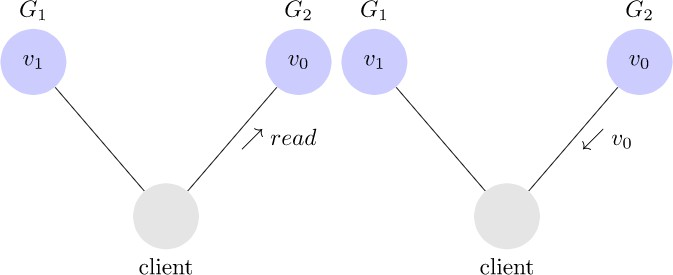 G₁ G₂ G₁ G₂
v₁ v₀ v₁ v₀
read v₀
client client